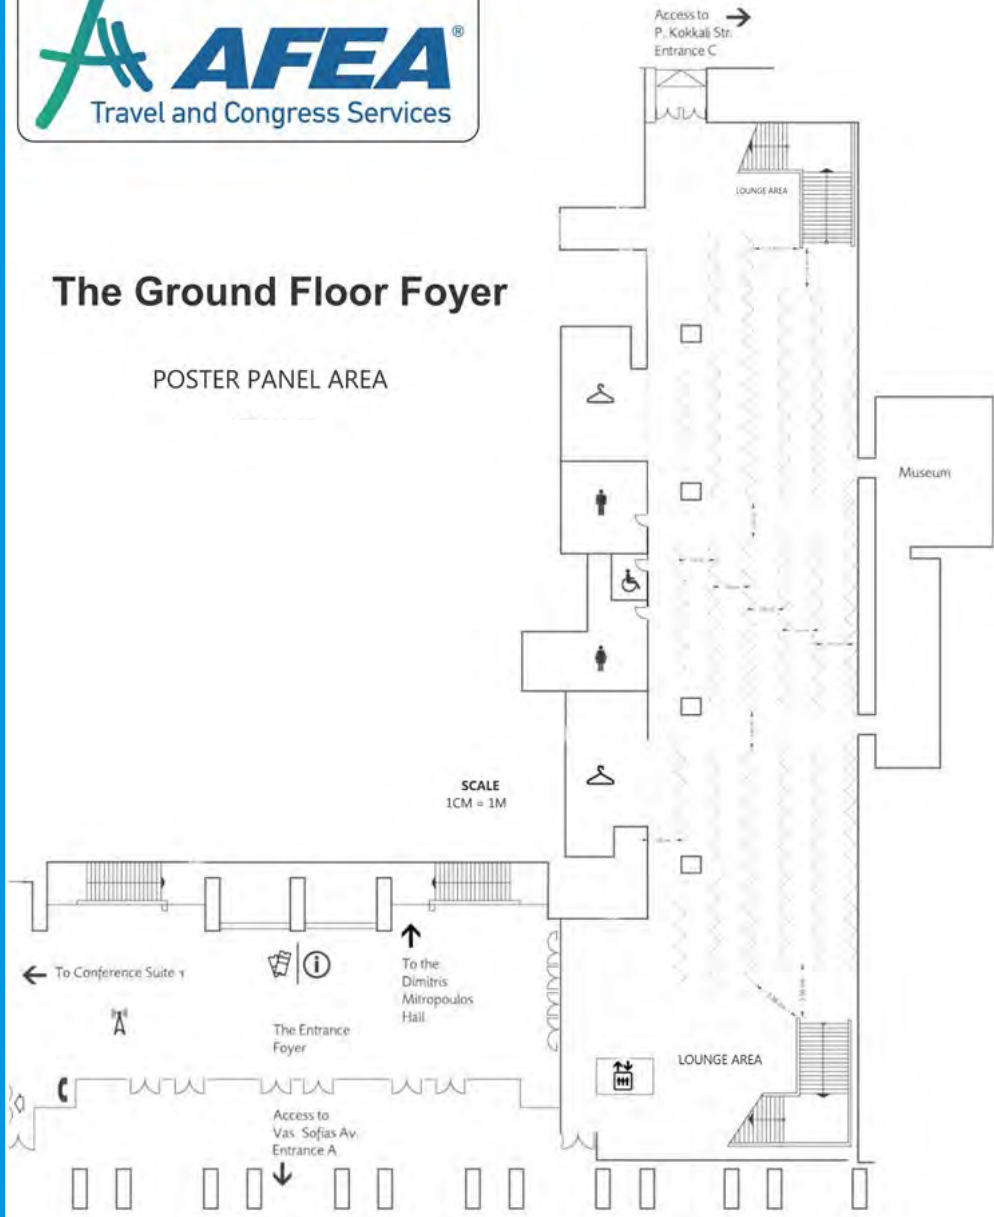 AFEA®
Travel and Congress Services
Access to
P. Kokkali Str.
Entrance C
LOUNGE AREA
The Ground Floor Foyer
POSTER PANEL AREA
Museum
SCALE
1CM = 1M
To Conference Suite 1
To the
Dimitris
Mitropoulos
Hall
The Entrance
Foyer
LOUNGE AREA
Access to
Vas. Sofias Av.
Entrance A